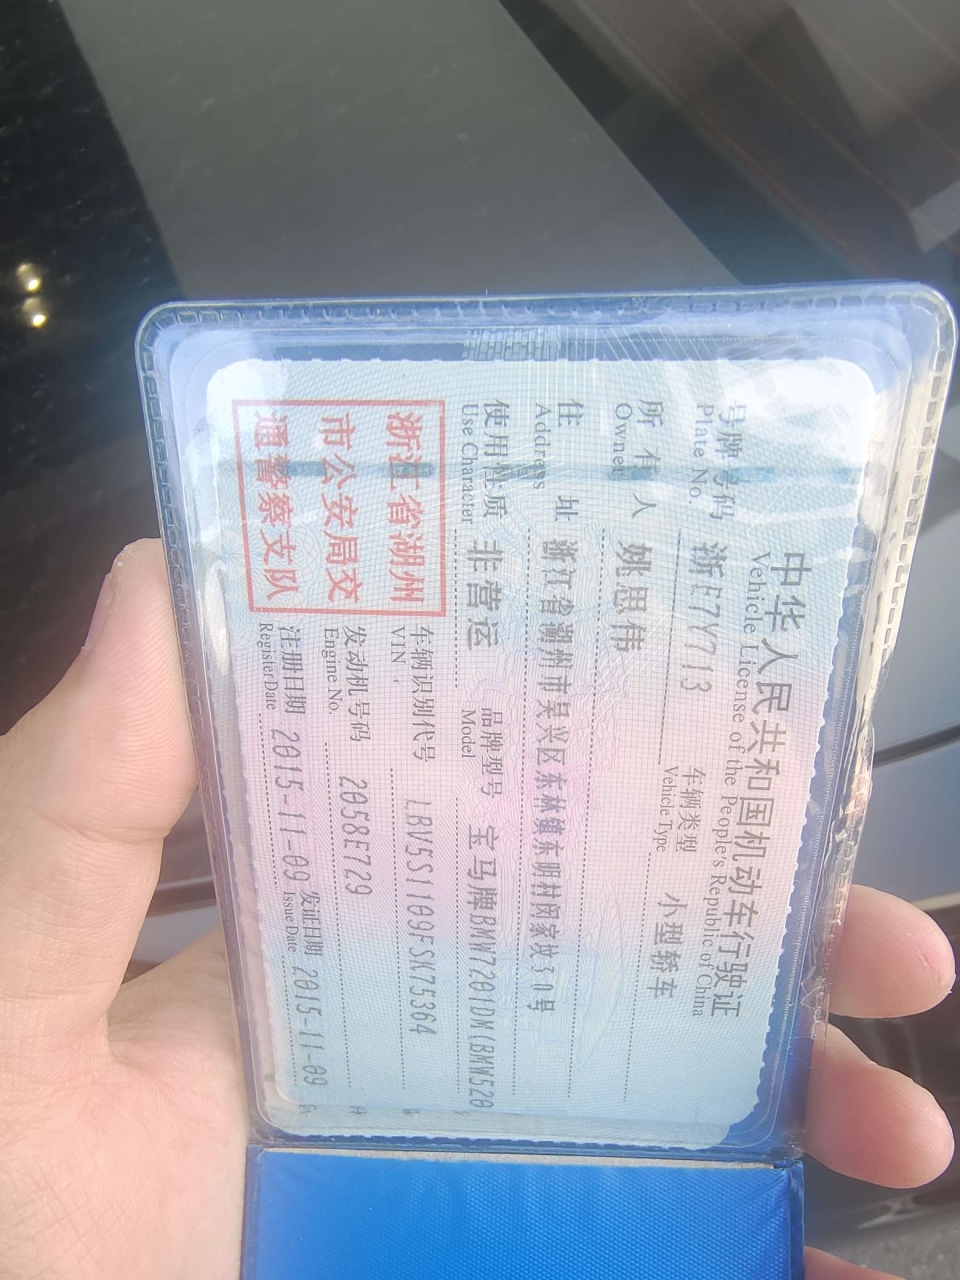 中华人民共和国机动车行驶证
Vehicle License of the People's Republic of China
号牌号码 浙E7Y713 车辆类型 小型轿车
Plate No. Vehicle Type
所有人 姚思伟
Owner
住址 浙江省湖州市吴兴区东林镇东明村闵家坟30号
Address
使用性质 非营运 品牌型号 宝马牌BMW7201DM(BMW520
Use Character Model
浙江省湖州
市公安局交
通警察支队
车辆识别代号 LBV5S1109FSK75364
VIN
发动机号码 2058E729
Engine No.
注册日期 2015-11-09 发证日期 2015-11-09
Register Date Issue Date